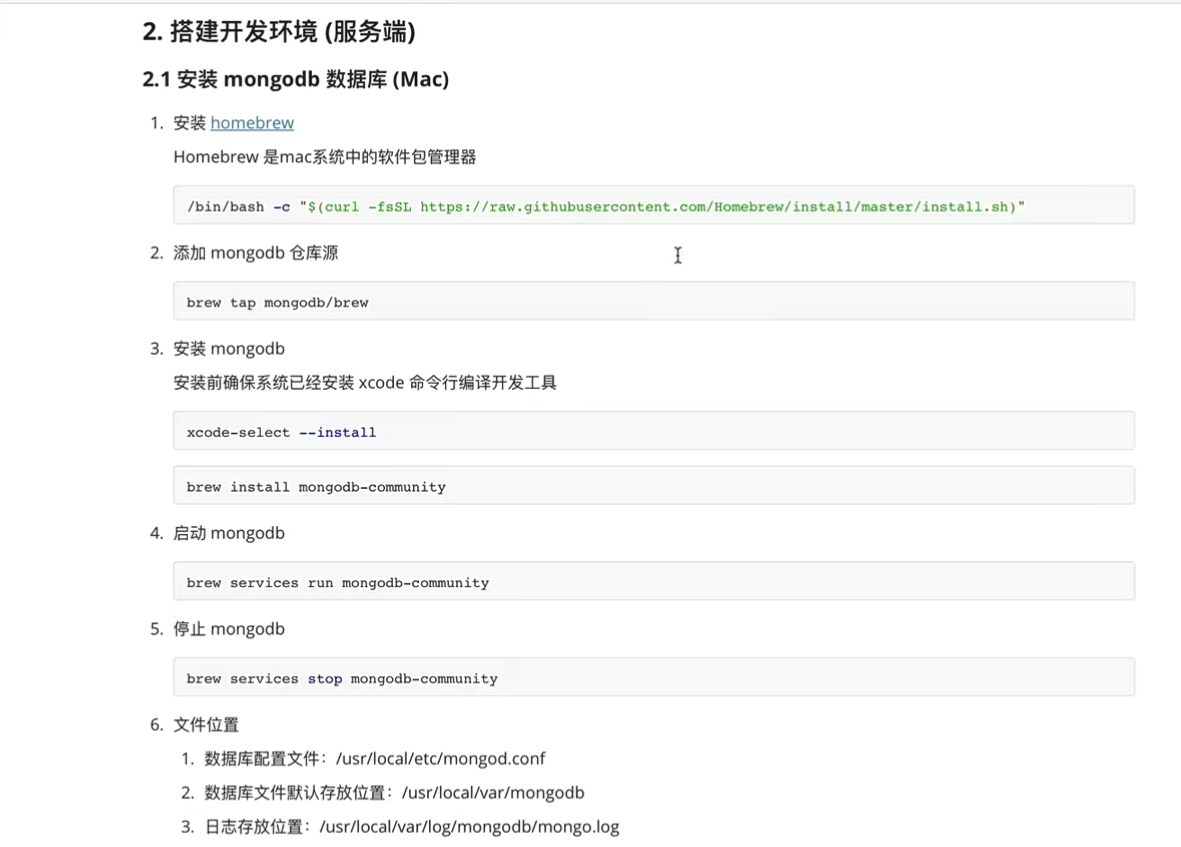 2. 搭建开发环境 (服务端)
2.1 安装 mongodb 数据库 (Mac)
1. 安装 homebrew
Homebrew 是mac系统中的软件包管理器
/bin/bash -c "$(curl -fsSL https://raw.githubusercontent.com/Homebrew/install/master/install.sh)"
2. 添加 mongodb 仓库源
brew tap mongodb/brew
3. 安装 mongodb
安装前确保系统已经安装 xcode 命令行编译开发工具
xcode-select --install
brew install mongodb-community
4. 启动 mongodb
brew services run mongodb-community
5. 停止 mongodb
brew services stop mongodb-community
6. 文件位置
1. 数据库配置文件：/usr/local/etc/mongod.conf
2. 数据库文件默认存放位置：/usr/local/var/mongodb
3. 日志存放位置：/usr/local/var/log/mongodb/mongo.log